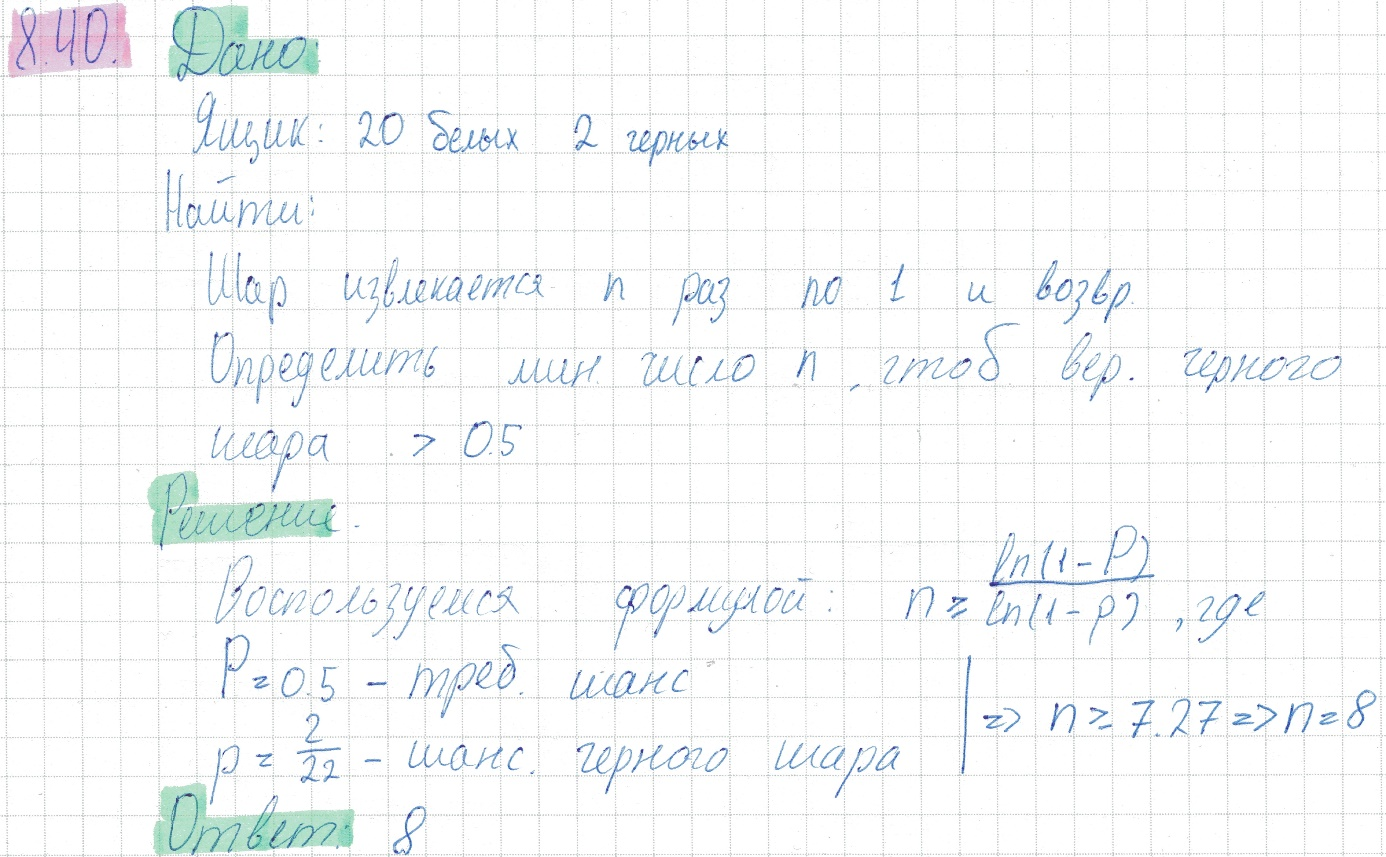 8.40. Дано:
Ящик: 20 белых 2 черных
Найти:
Шар извлекается n раз по 1 и возвр.
Определить мин. число n, чтоб вер. черного
шара > 0.5
Решение.
Воспользуемся формулой: n ≥ ln(1-P)/ln(1-p), где
P = 0.5 - треб. шанс
p = 2/22 - шанс. черного шара | => n ≥ 7.27 => n = 8
Ответ: 8